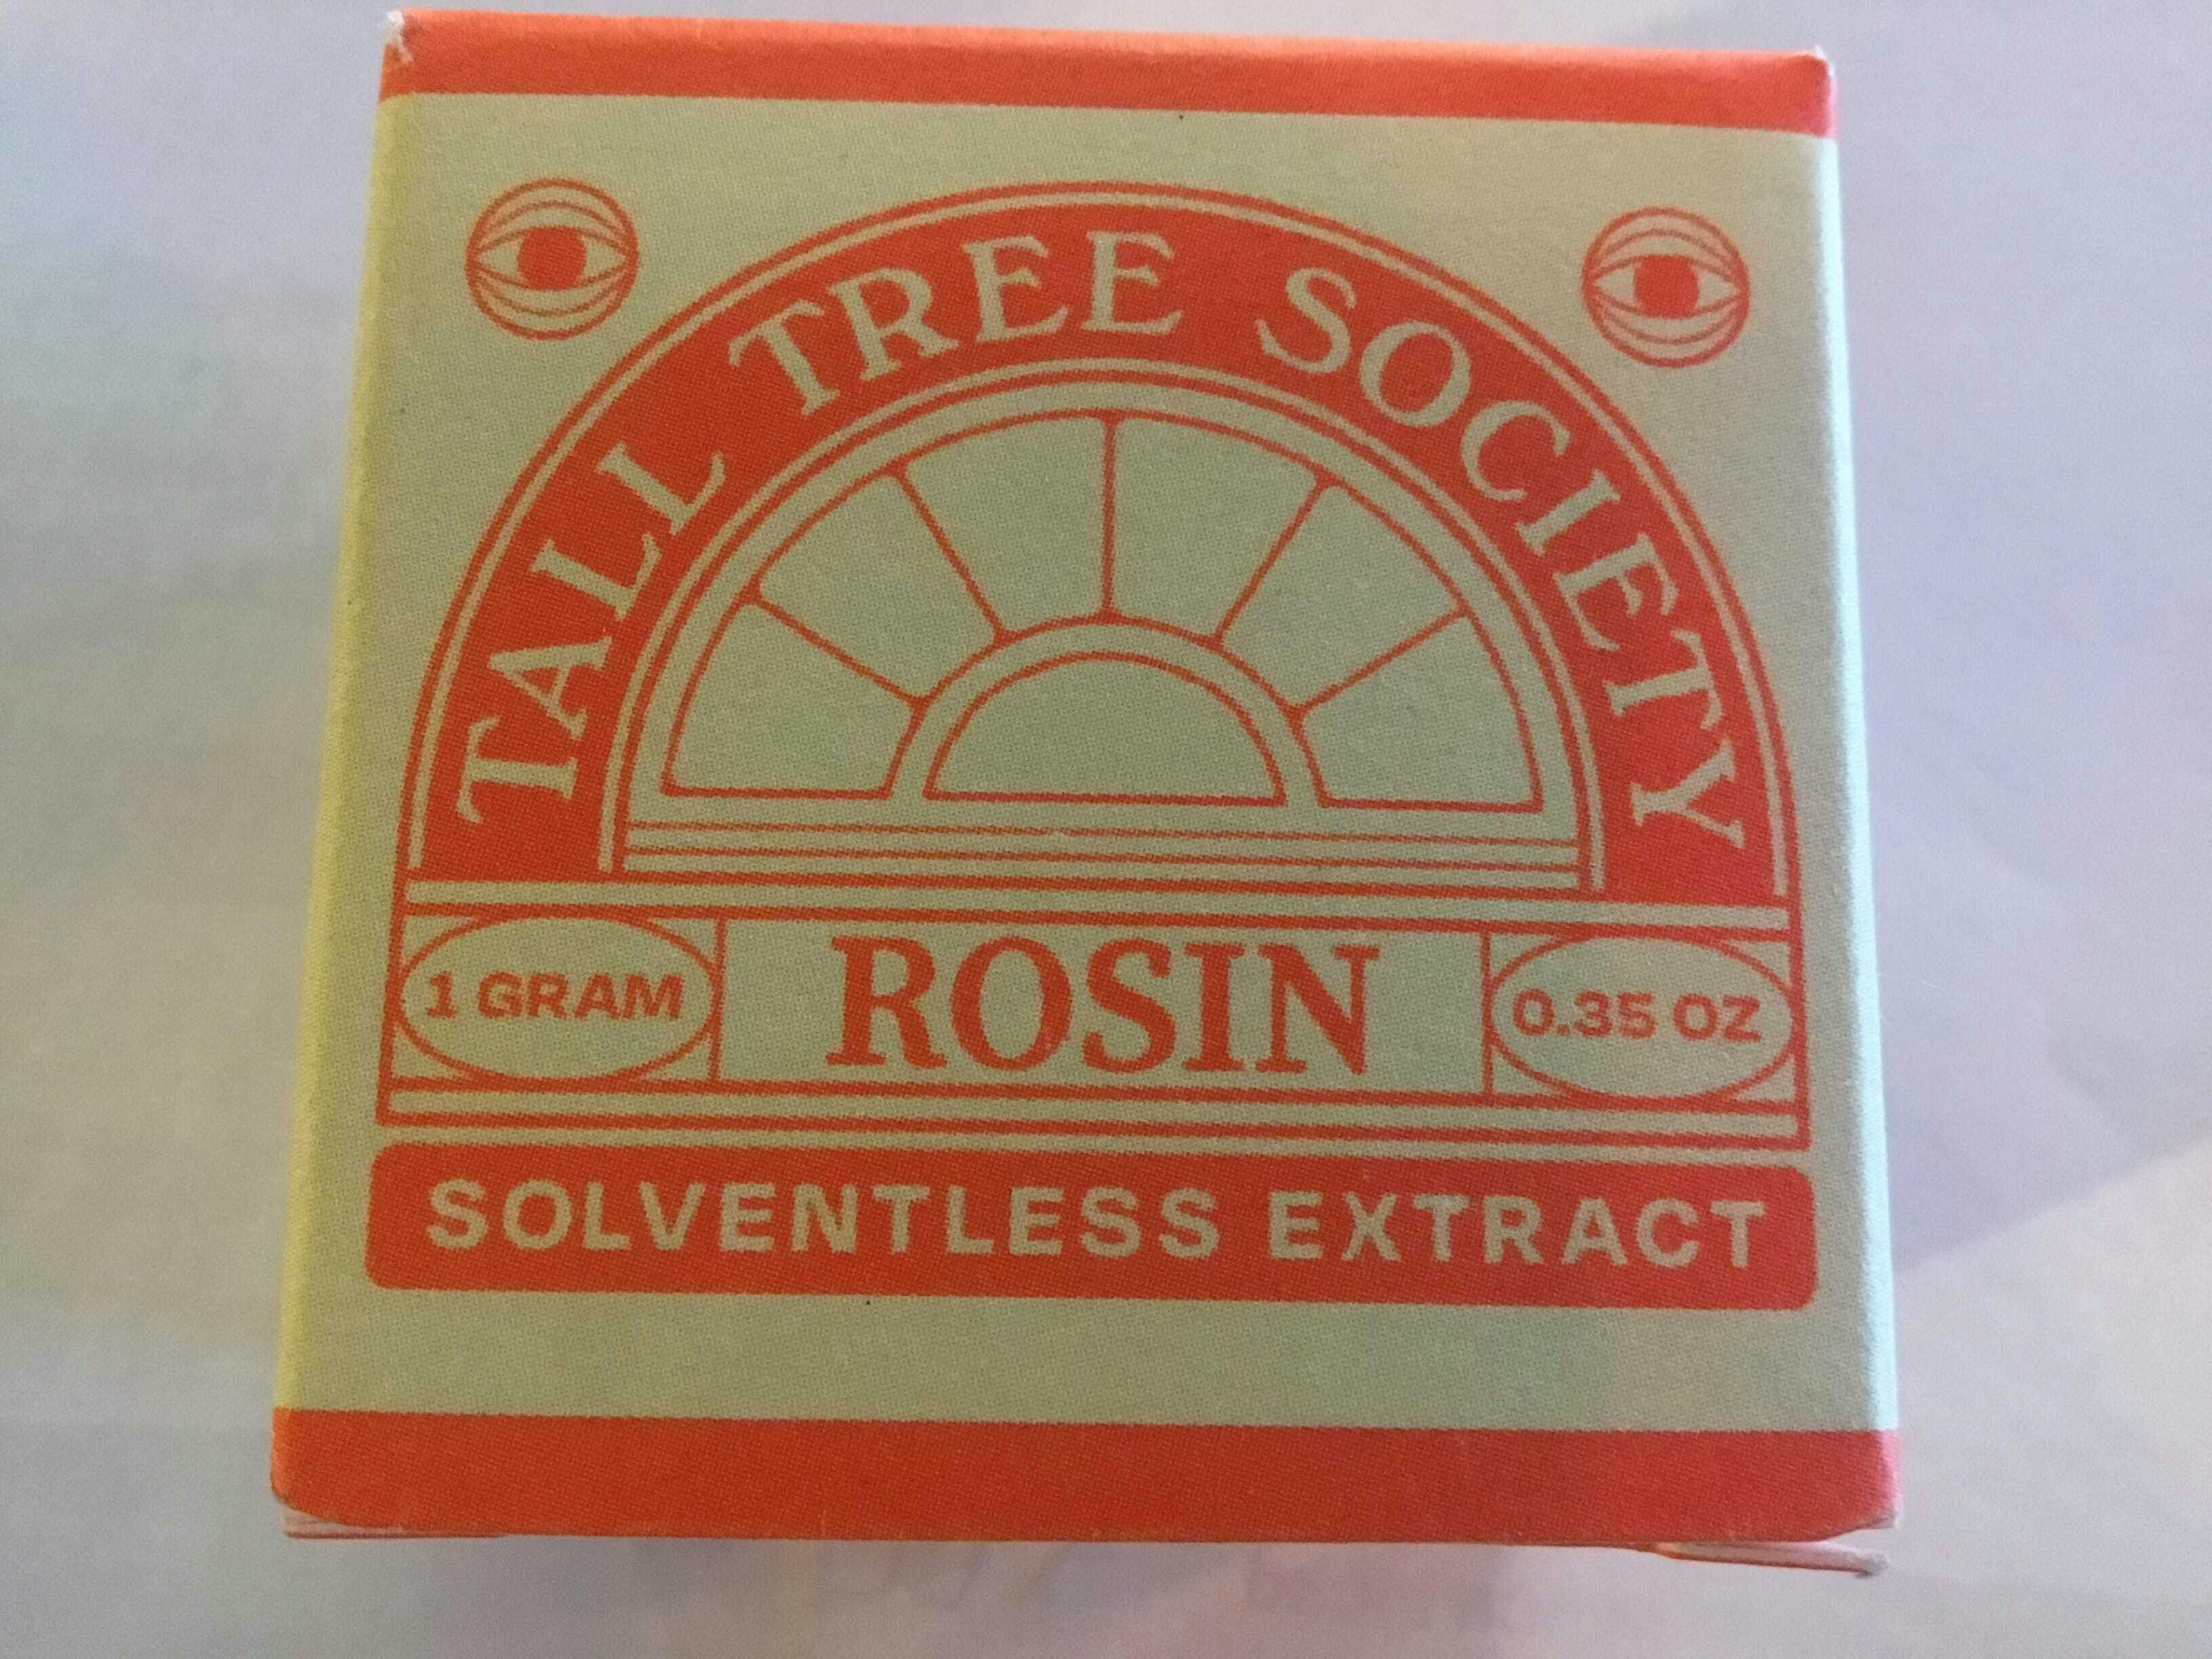 TALL TREE SOCIETY
1 GRAM
ROSIN
0.35 OZ
SOLVENTLESS EXTRACT